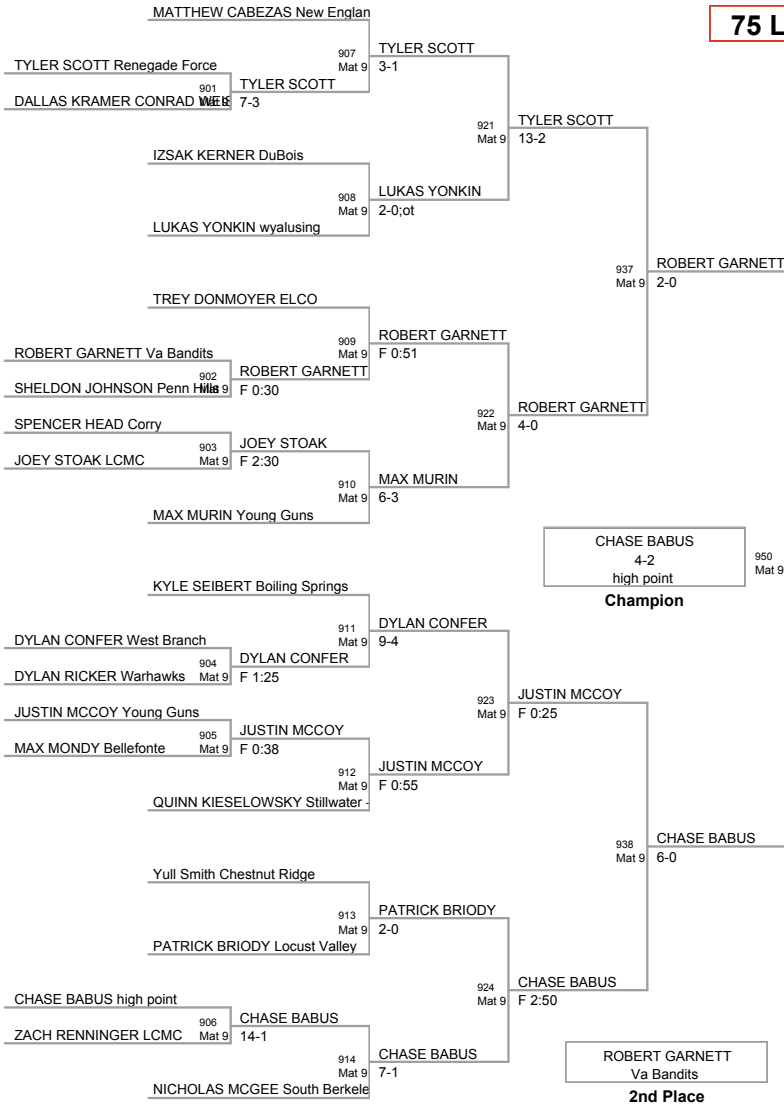 MATTHEW CABEZAS New Englan
75 L
907
Mat 9
TYLER SCOTT
3-1
TYLER SCOTT Renegade Force
901
Mat 9
TYLER SCOTT
7-3
DALLAS KRAMER CONRAD
921
Mat 9
TYLER SCOTT
13-2
IZSAK KERNER DuBois
908
Mat 9
LUKAS YONKIN
2-0;ot
LUKAS YONKIN wyalusing
937
Mat 9
ROBERT GARNETT
2-0
TREY DONMOYER ELCO
909
Mat 9
ROBERT GARNETT
F 0:51
ROBERT GARNETT Va Bandits
902
Mat 9
ROBERT GARNETT
F 0:30
SHELDON JOHNSON Penn Hills
922
Mat 9
ROBERT GARNETT
4-0
SPENCER HEAD Corry
903
Mat 9
JOEY STOAK
F 2:30
JOEY STOAK LCMC
910
Mat 9
MAX MURIN
6-3
MAX MURIN Young Guns
CHASE BABUS
4-2
high point
950
Mat 9
Champion
KYLE SEIBERT Boiling Springs
911
Mat 9
DYLAN CONFER
9-4
DYLAN CONFER West Branch
904
Mat 9
DYLAN CONFER
F 1:25
DYLAN RICKER Warhawks
923
Mat 9
JUSTIN MCCOY
F 0:25
JUSTIN MCCOY Young Guns
905
Mat 9
JUSTIN MCCOY
F 0:38
MAX MONDY Bellefonte
912
Mat 9
JUSTIN MCCOY
F 0:55
QUINN KIESELOWSKY Stillwater -
938
Mat 9
CHASE BABUS
6-0
Yull Smith Chestnut Ridge
913
Mat 9
PATRICK BRIODY
2-0
PATRICK BRIODY Locust Valley
924
Mat 9
CHASE BABUS
F 2:50
CHASE BABUS high point
906
Mat 9
CHASE BABUS
14-1
ZACH RENNINGER LCMC
914
Mat 9
CHASE BABUS
7-1
NICHOLAS MCGEE South Berkele
ROBERT GARNETT
Va Bandits
2nd Place